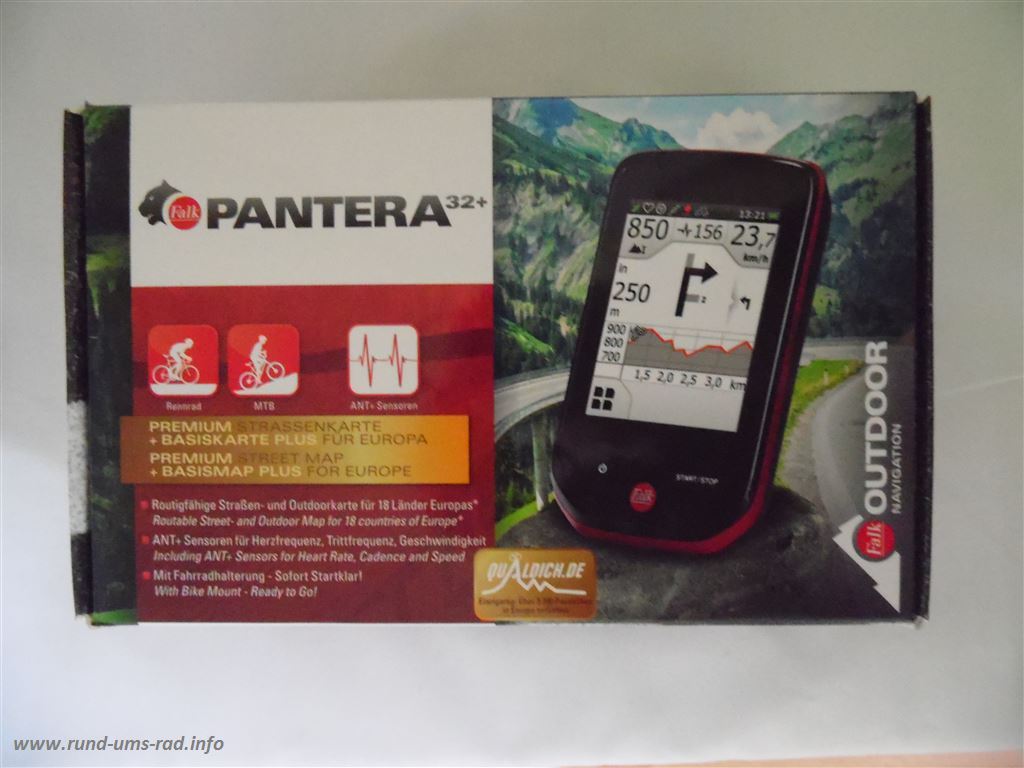 Falk PANTERA 32+
Rennrad
MTB
ANT+ Sensoren
PREMIUM STRASSENKARTE
+ BASISKARTE PLUS FÜR EUROPA
PREMIUM STREET MAP
+ BASISMAP PLUS FOR EUROPE
Routigfähige Straßen- und Outdoorkarte für 18 Länder Europas*
Routable Street- and Outdoor Map for 18 countries of Europe*
ANT+ Sensoren für Herzfrequenz, Trittfrequenz, Geschwindigkeit
Including ANT+ Sensors for Heart Rate, Cadence and Speed
Mit Fahrradhalterung - Sofort Startklar!
With Bike Mount - Ready to Go!
QUALDICH.DE
13:21
850 156 23,7
km/h
in
250
m
2
900
800
700
1,5 2,0 2,5 3,0 km
START/STOP
Falk
Falk OUTDOOR
NAVIGATION
www.rund-ums-rad.info